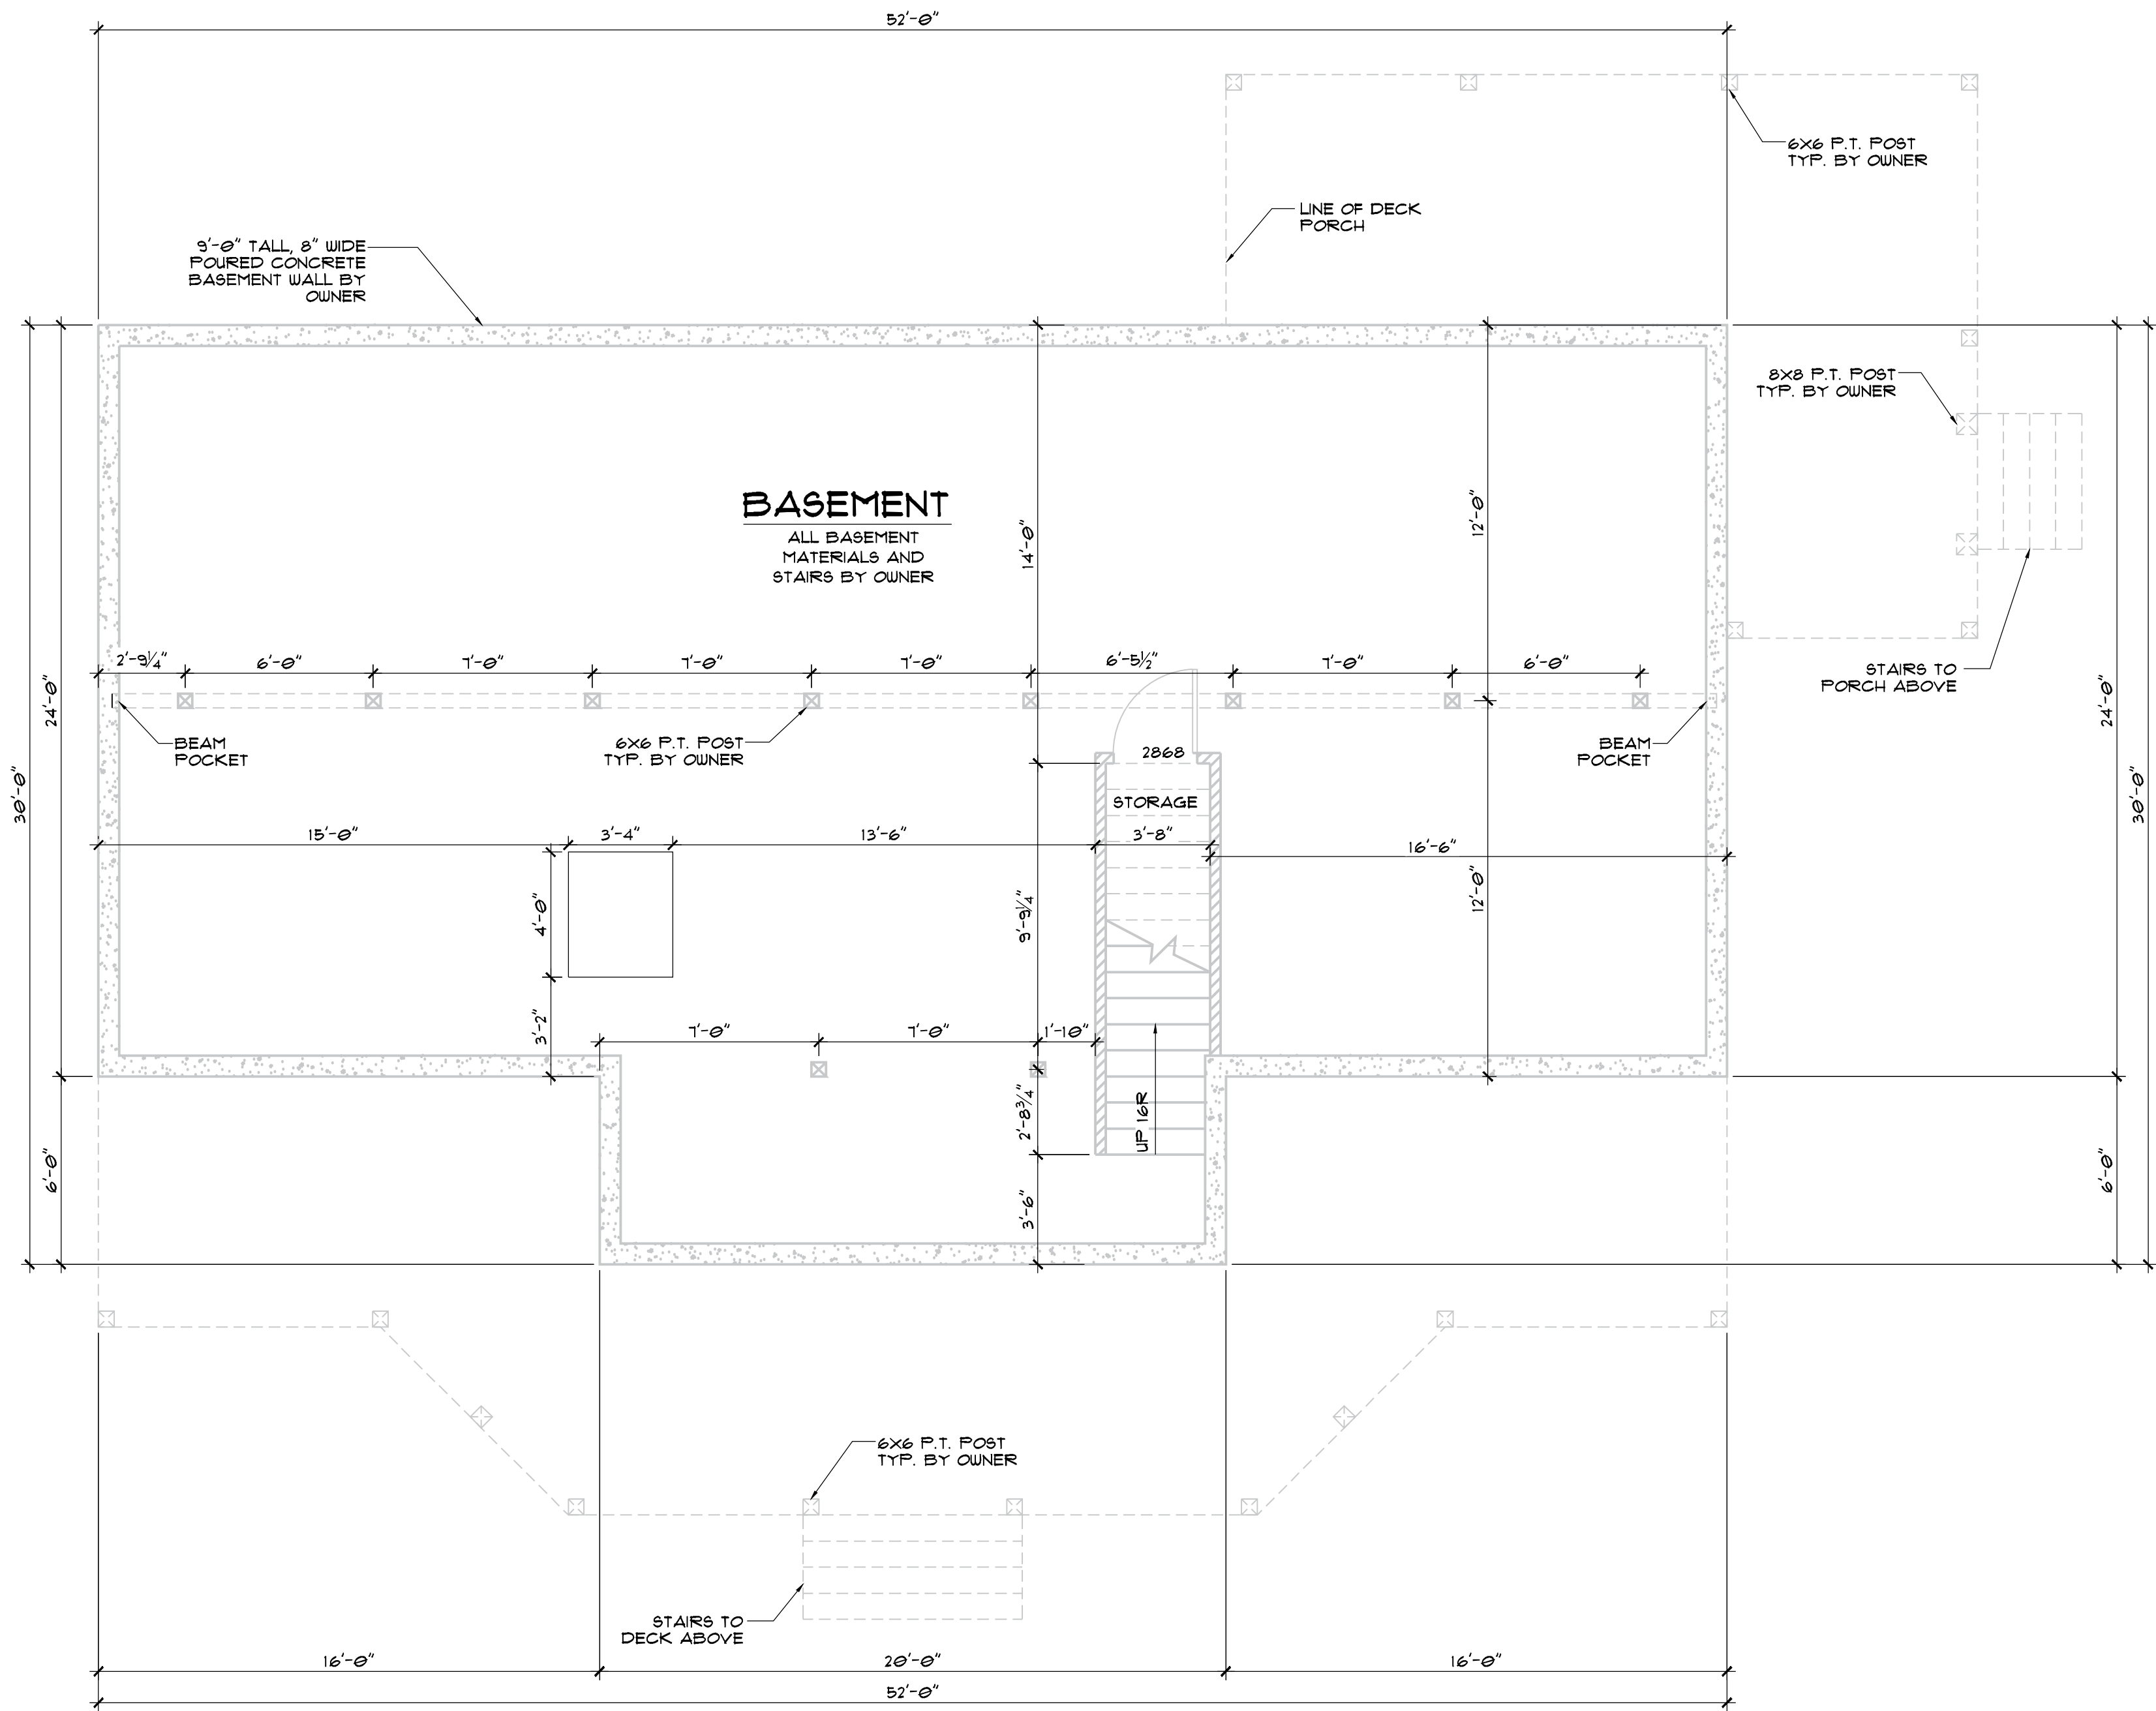 52'-0"
6X6 P.T. POST
TYP. BY OWNER
LINE OF DECK
PORCH
9'-0" TALL, 8" WIDE
POURED CONCRETE
BASEMENT WALL BY
OWNER
8X8 P.T. POST
TYP. BY OWNER
BASEMENT
ALL BASEMENT
MATERIALS AND
STAIRS BY OWNER
14'-0"
12'-0"
2'-9¼"
6'-0"
7'-0"
7'-0"
7'-0"
6'-5½"
7'-0"
6'-0"
STAIRS TO
PORCH ABOVE
24'-0"
24'-0"
30'-0"
30'-0"
BEAM
POCKET
6X6 P.T. POST
TYP. BY OWNER
2868
BEAM
POCKET
STORAGE
15'-0"
3'-4"
13'-6"
3'-8"
16'-6"
4'-0"
9'-9¼"
12'-0"
3'-2"
7'-0"
7'-0"
1'-10"
2'-8¾"
UP 16R
6'-0"
6'-0"
3'-6"
6X6 P.T. POST
TYP. BY OWNER
STAIRS TO
DECK ABOVE
16'-0"
20'-0"
16'-0"
52'-0"